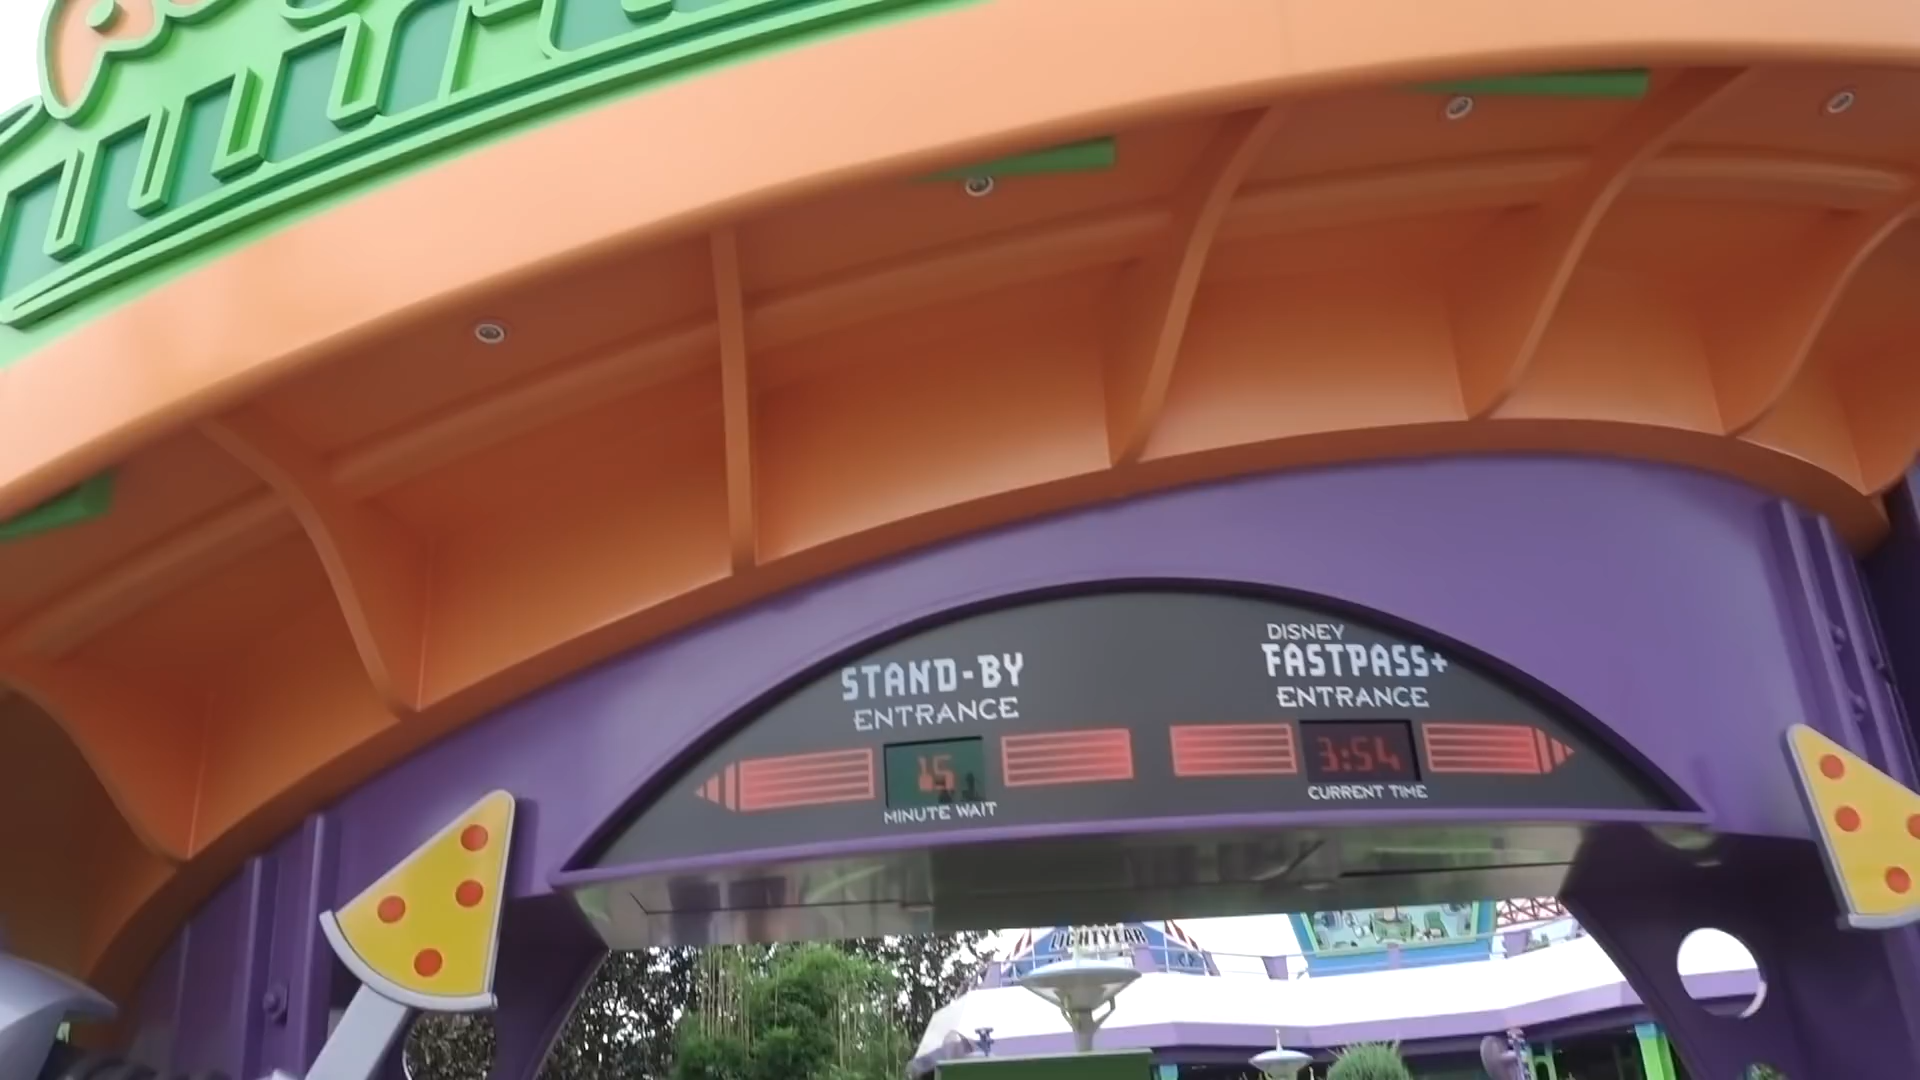 STAND-BY
ENTRANCE
15
MINUTE WAIT
DISNEY
FASTPASS+
ENTRANCE
3:54
CURRENT TIME
LIGHTYEAR